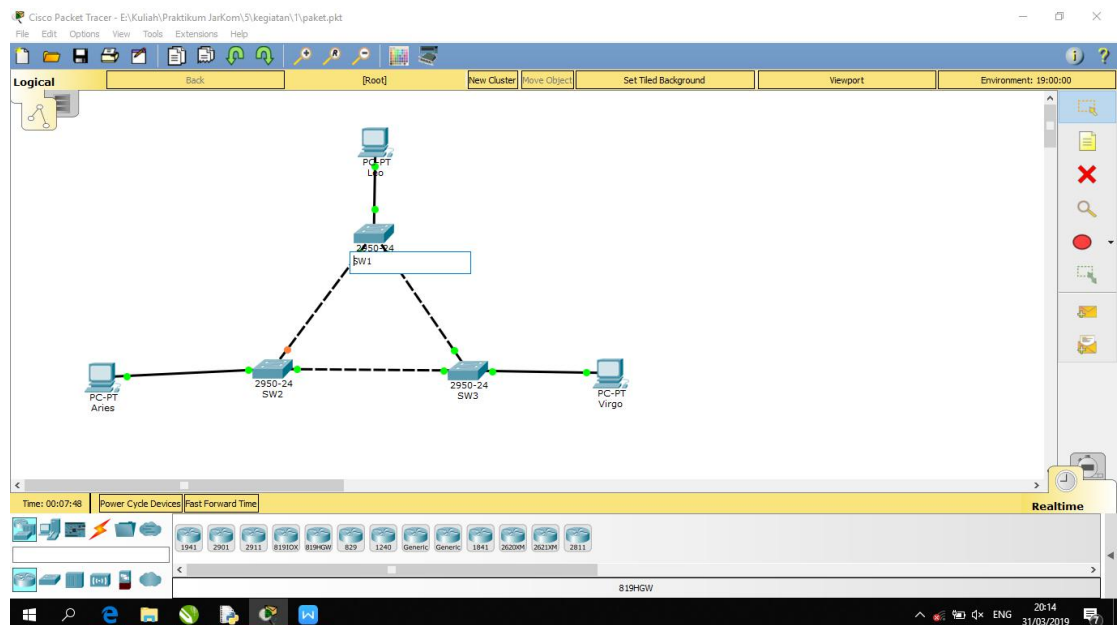 Cisco Packet Tracer - E:\Kuliah\Praktikum JarKom\5\kegiatan\1\paket.pkt
File Edit Options View Tools Extensions Help
Logical Back [Root] New Cluster Move Object Set Tiled Background Viewport Environment: 19:00:00
PC-PT
Leo
2950-24
SW1
2950-24
SW2
2950-24
SW3
PC-PT
Aries
PC-PT
Virgo
Time: 00:07:48 Power Cycle Devices Fast Forward Time Realtime
1941 2901 2911 819IOX 819HGW 829 1240 Generic Generic 1841 2620XM 2621XM 2811
819HGW
ENG 20:14
31/03/2019